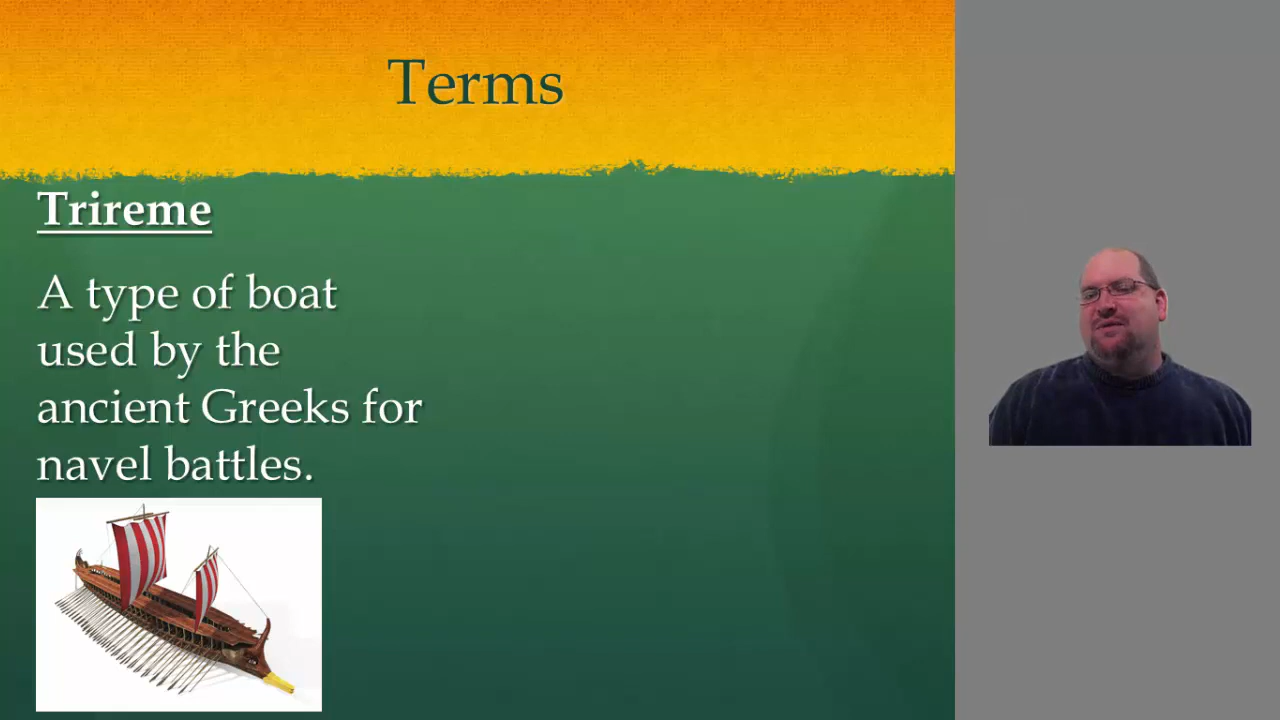 Terms
Trireme
A type of boat
used by the
ancient Greeks for
navel battles.